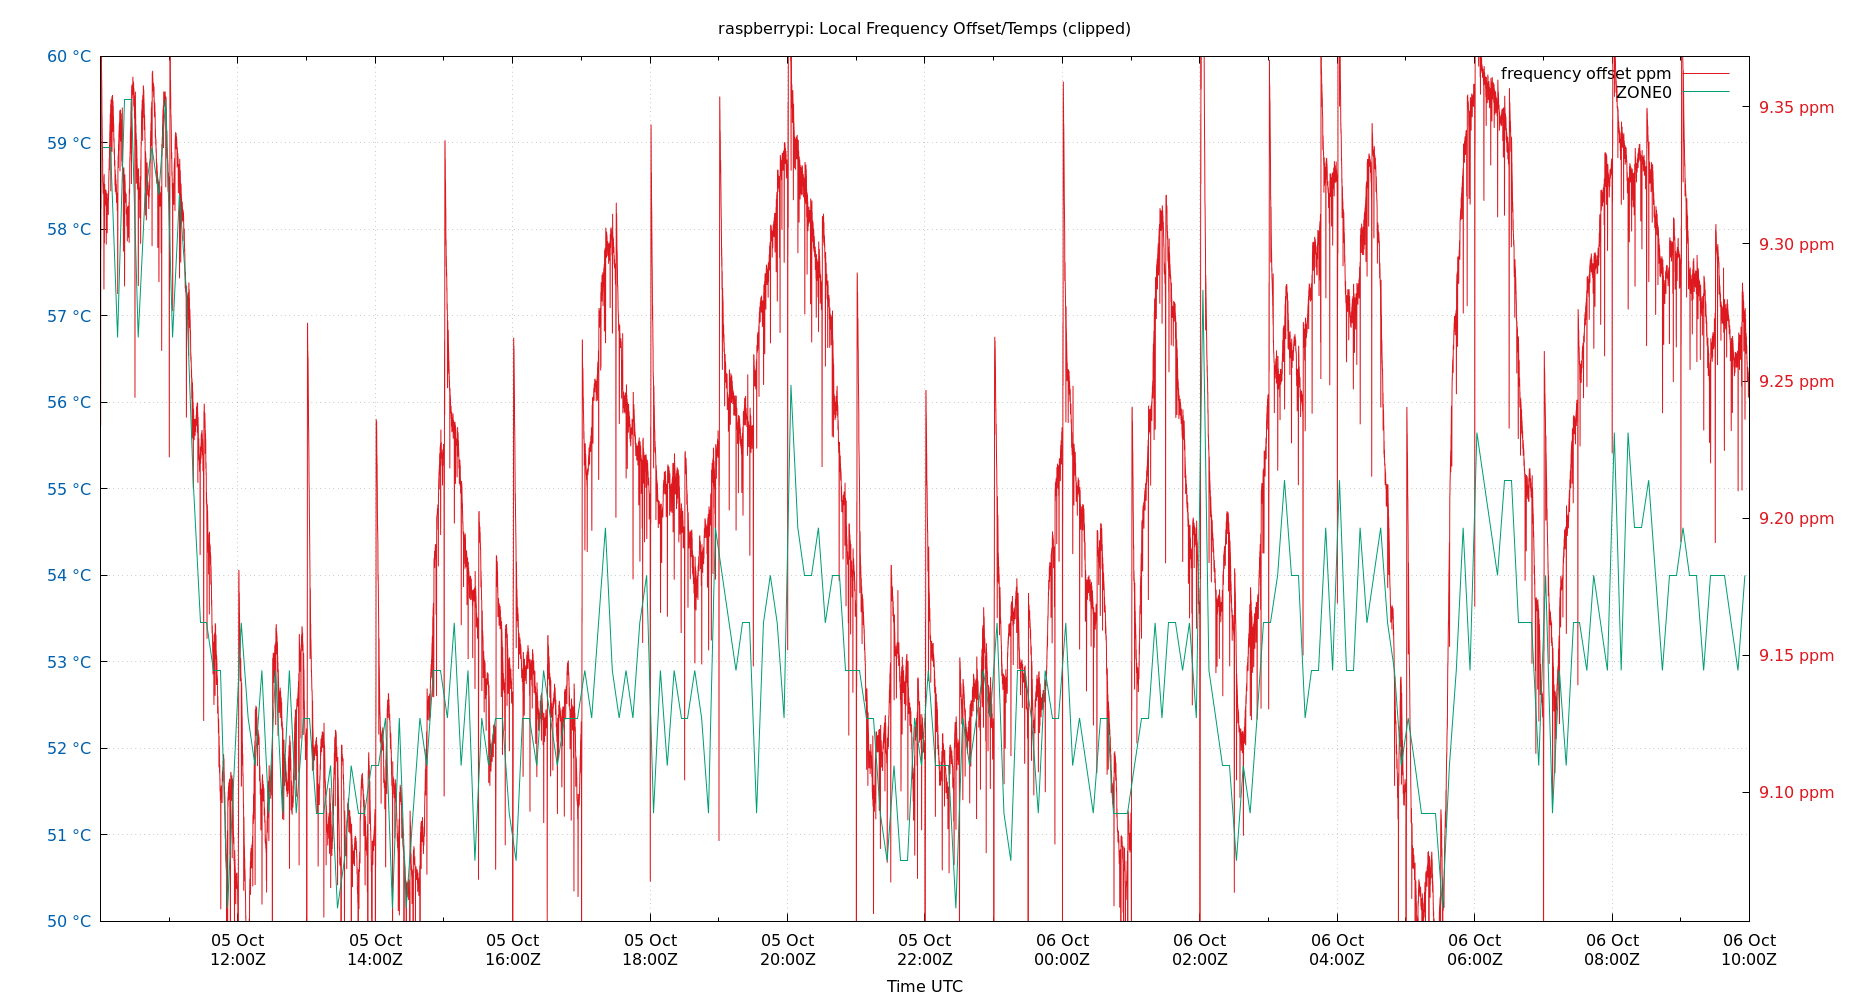 raspberrypi: Local Frequency Offset/Temps (clipped)
60 °C
59 °C
58 °C
57 °C
56 °C
55 °C
54 °C
53 °C
52 °C
51 °C
50 °C
frequency offset ppm
ZONE0
9.35 ppm
9.30 ppm
9.25 ppm
9.20 ppm
9.15 ppm
9.10 ppm
05 Oct 05 Oct 05 Oct 05 Oct 05 Oct 05 Oct 06 Oct 06 Oct 06 Oct 06 Oct 06 Oct 06 Oct
12:00Z 14:00Z 16:00Z 18:00Z 20:00Z 22:00Z 00:00Z 02:00Z 04:00Z 06:00Z 08:00Z 10:00Z
Time UTC